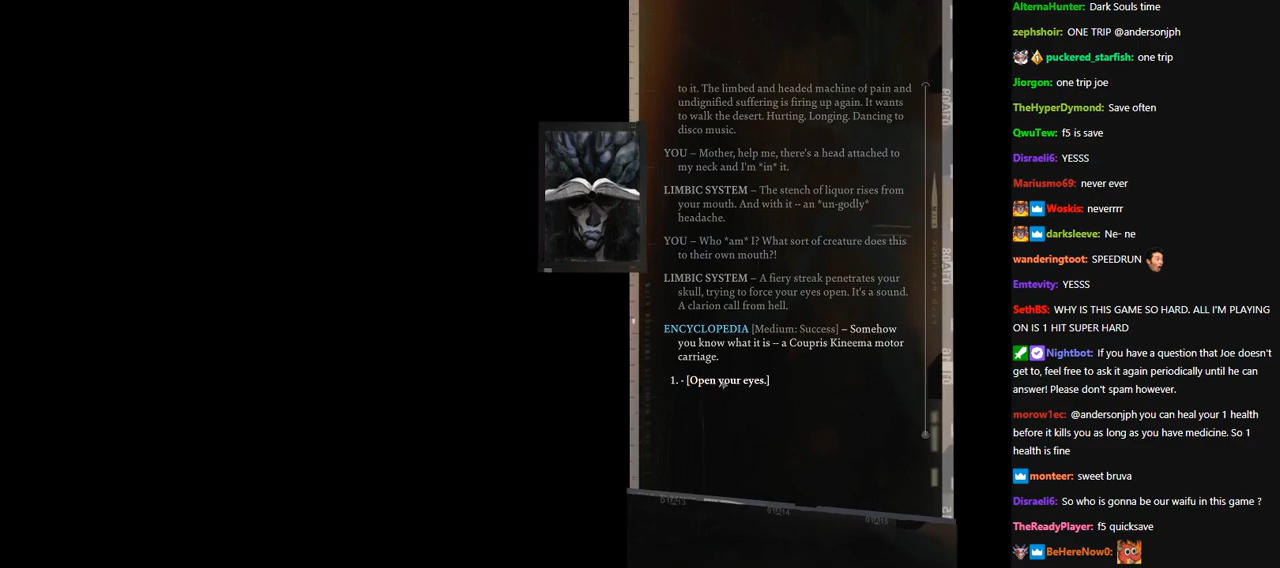 to it. The limbed and headed machine of pain and
undignified suffering is firing up again. It wants
to walk the desert. Hurting. Longing. Dancing to
disco music.
YOU – Mother, help me, there's a head attached to
my neck and I'm *in* it.
LIMBIC SYSTEM – The stench of liquor rises from
your mouth. And with it -- an *un-godly*
headache.
YOU – Who *am* I? What sort of creature does this
to their own mouth?!
LIMBIC SYSTEM – A fiery streak penetrates your
skull, trying to force your eyes open. It's a sound.
A clarion call from hell.
ENCYCLOPEDIA [Medium: Success] – Somehow
you know what it is -- a Coupris Kineema motor
carriage.
1. - [Open your eyes.]
AlternaHunter: Dark Souls time
zephshoir: ONE TRIP @andersonjph
puckered_starfish: one trip
Jiorgon: one trip joe
TheHyperDymond: Save often
QwuTew: f5 is save
Disraeli6: YESSS
Mariusmo69: never ever
Woskis: neverrrr
darksleeve: Ne- ne
wanderingtoot: SPEEDRUN
Emtevity: YESSS
SethBS: WHY IS THIS GAME SO HARD. ALL I'M PLAYING
ON IS 1 HIT SUPER HARD
Nightbot: If you have a question that Joe doesn't
get to, feel free to ask it again periodically until he can
answer! Please don't spam however.
morow1ec: @andersonjph you can heal your 1 health
before it kills you as long as you have medicine. So 1
health is fine
monteer: sweet bruva
Disraeli6: So who is gonna be our waifu in this game ?
TheReadyPlayer: f5 quicksave
BeHereNow0: